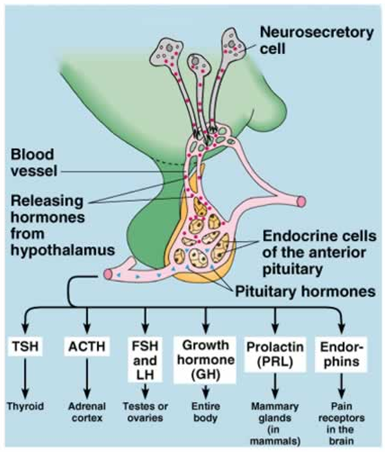 Neurosecretory
cell
Blood
vessel
Releasing
hormones
from
hypothalamus
Endocrine cells
of the anterior
pituitary
Pituitary hormones
TSH
ACTH
FSH
and
LH
Growth
hormone
(GH)
Prolactin
(PRL)
Endor-
phins
Thyroid
Adrenal
cortex
Testes or
ovaries
Entire
body
Mammary
glands
(in
mammals)
Pain
receptors
in the
brain